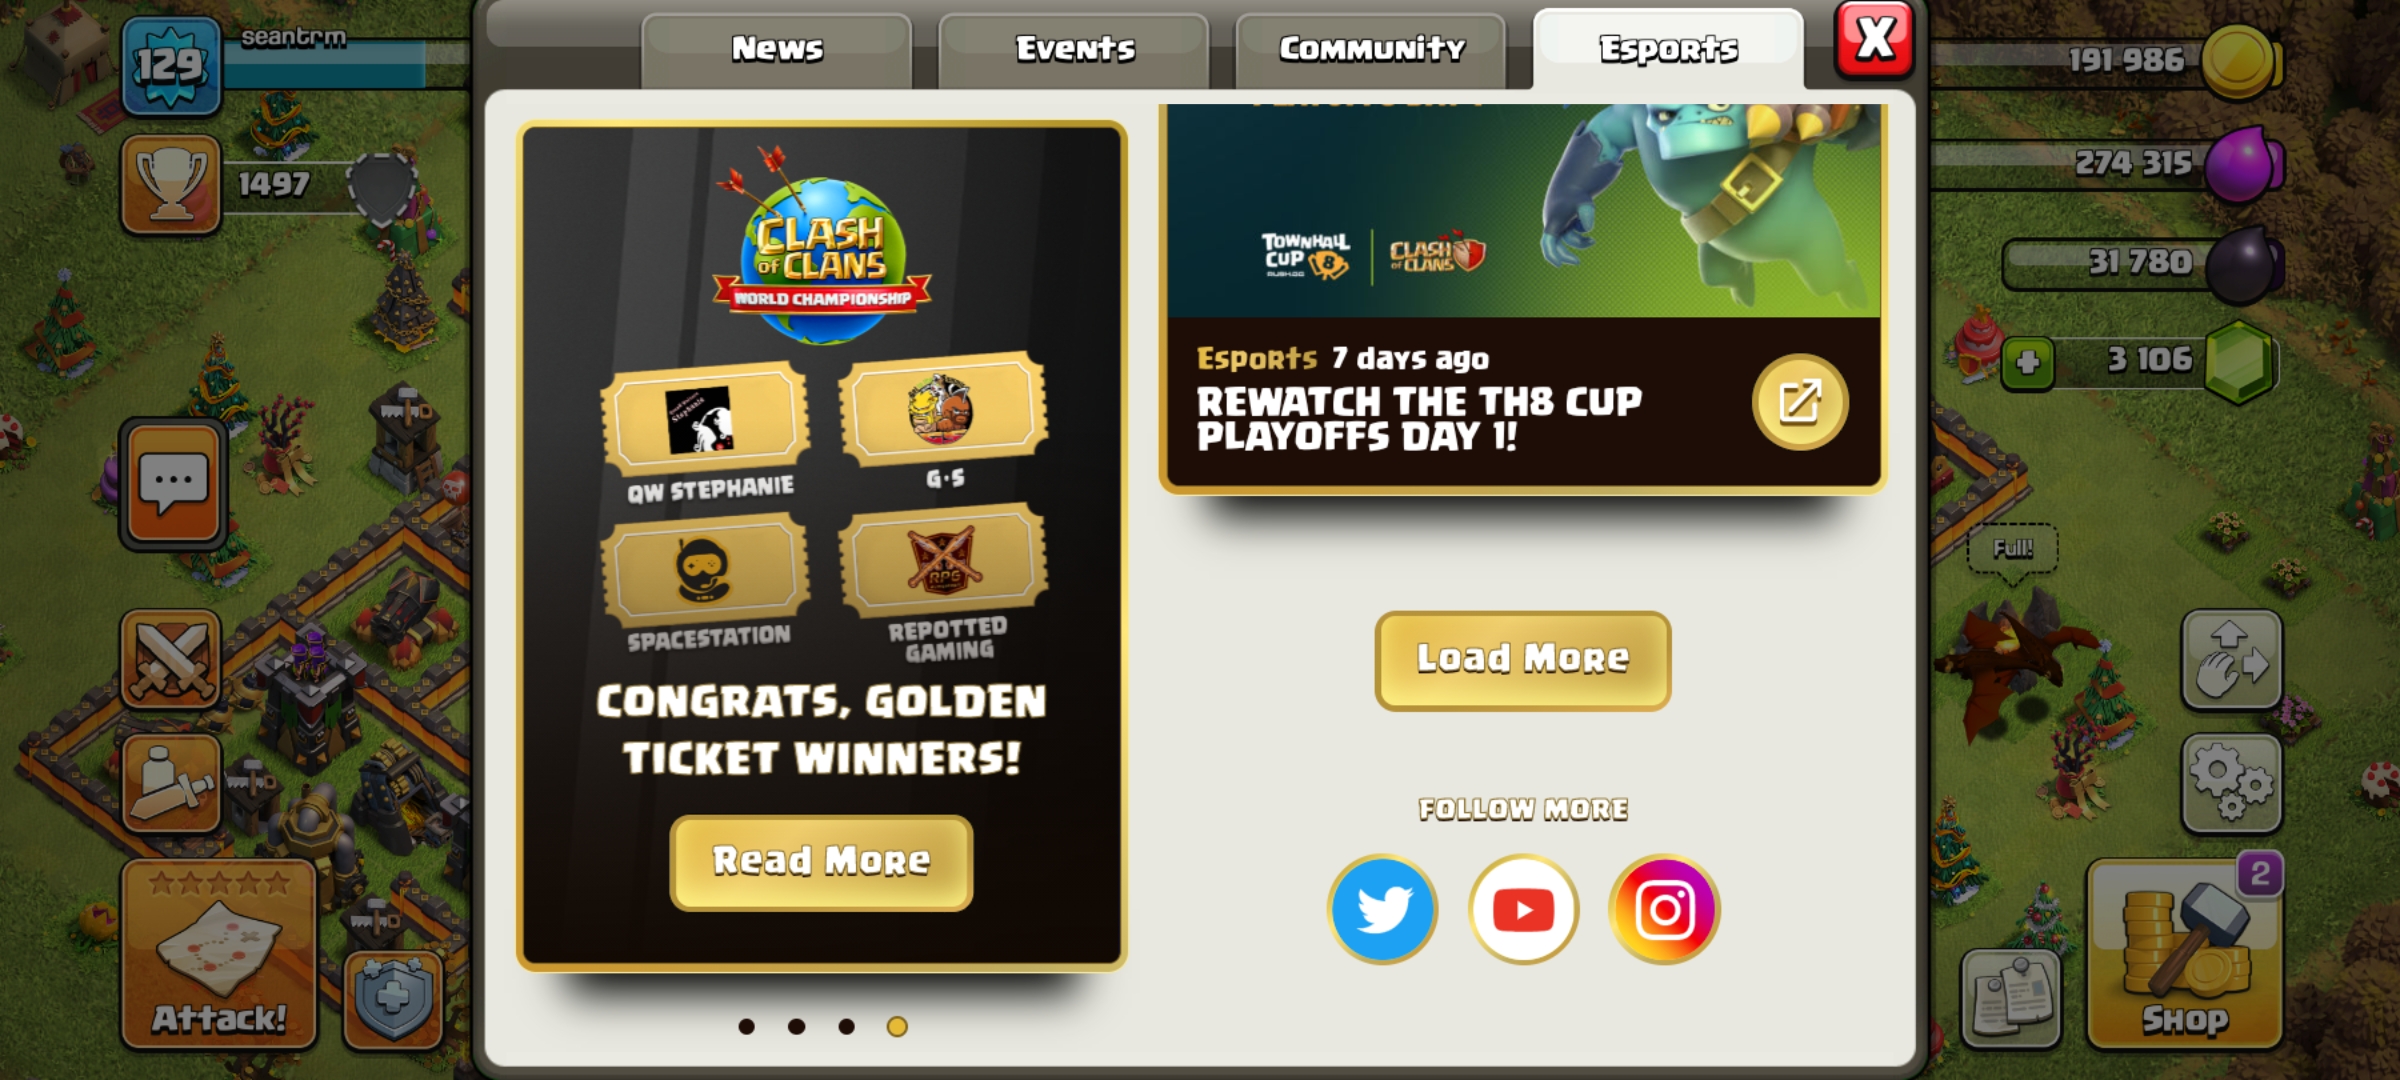 129
seantrm
1497
Attack!
News
Events
Community
Esports
X
CLASH
OF CLANS
WORLD CHAMPIONSHIP
QW STEPHANIE
G·S
SPACESTATION
RPG
REPOTTED
GAMING
CONGRATS, GOLDEN
TICKET WINNERS!
Read More
TOWNHALL
CUP 8
CLASH
OF CLANS
Esports 7 days ago
REWATCH THE TH8 CUP
PLAYOFFS DAY 1!
Load More
FOLLOW MORE
191 986
274 315
31 780
3 106
Full!
2
Shop